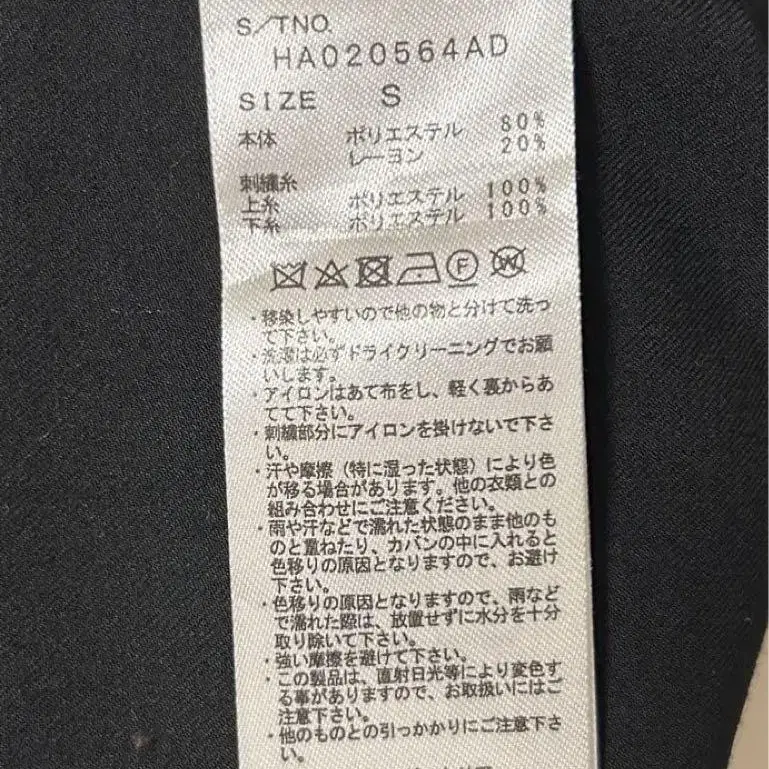 S/TNO.
HA020564AD
SIZE S
本体 ポリエステル 80%
レーヨン 20%
刺繍糸
上糸 ポリエステル 100%
下糸 ポリエステル 100%
F W
・移染しやすいので他の物と分けて洗っ
て下さい。
・洗濯は必ずドライクリーニングでお願
いします。
・アイロンはあて布をし、軽く裏からあ
てて下さい。
・刺繍部分にアイロンを掛けないで下さ
い。
・汗や摩擦（特に湿った状態）により色
が移る場合があります。他の衣類との
組み合わせにご注意ください。
・雨や汗などで濡れた状態のまま他のも
のと重ねたり、カバンの中に入れると
色移りの原因となりますので、お避け
下さい。
・色移りの原因となりますので、雨など
で濡れた際は、放置せずに水分を十分
取り除いて下さい。
・強い摩擦を避けて下さい。
・この製品は、直射日光等により変色す
る事がありますので、お取扱いにはご
注意下さい。
・他のものとの引っかかりにご注意下さ
い。